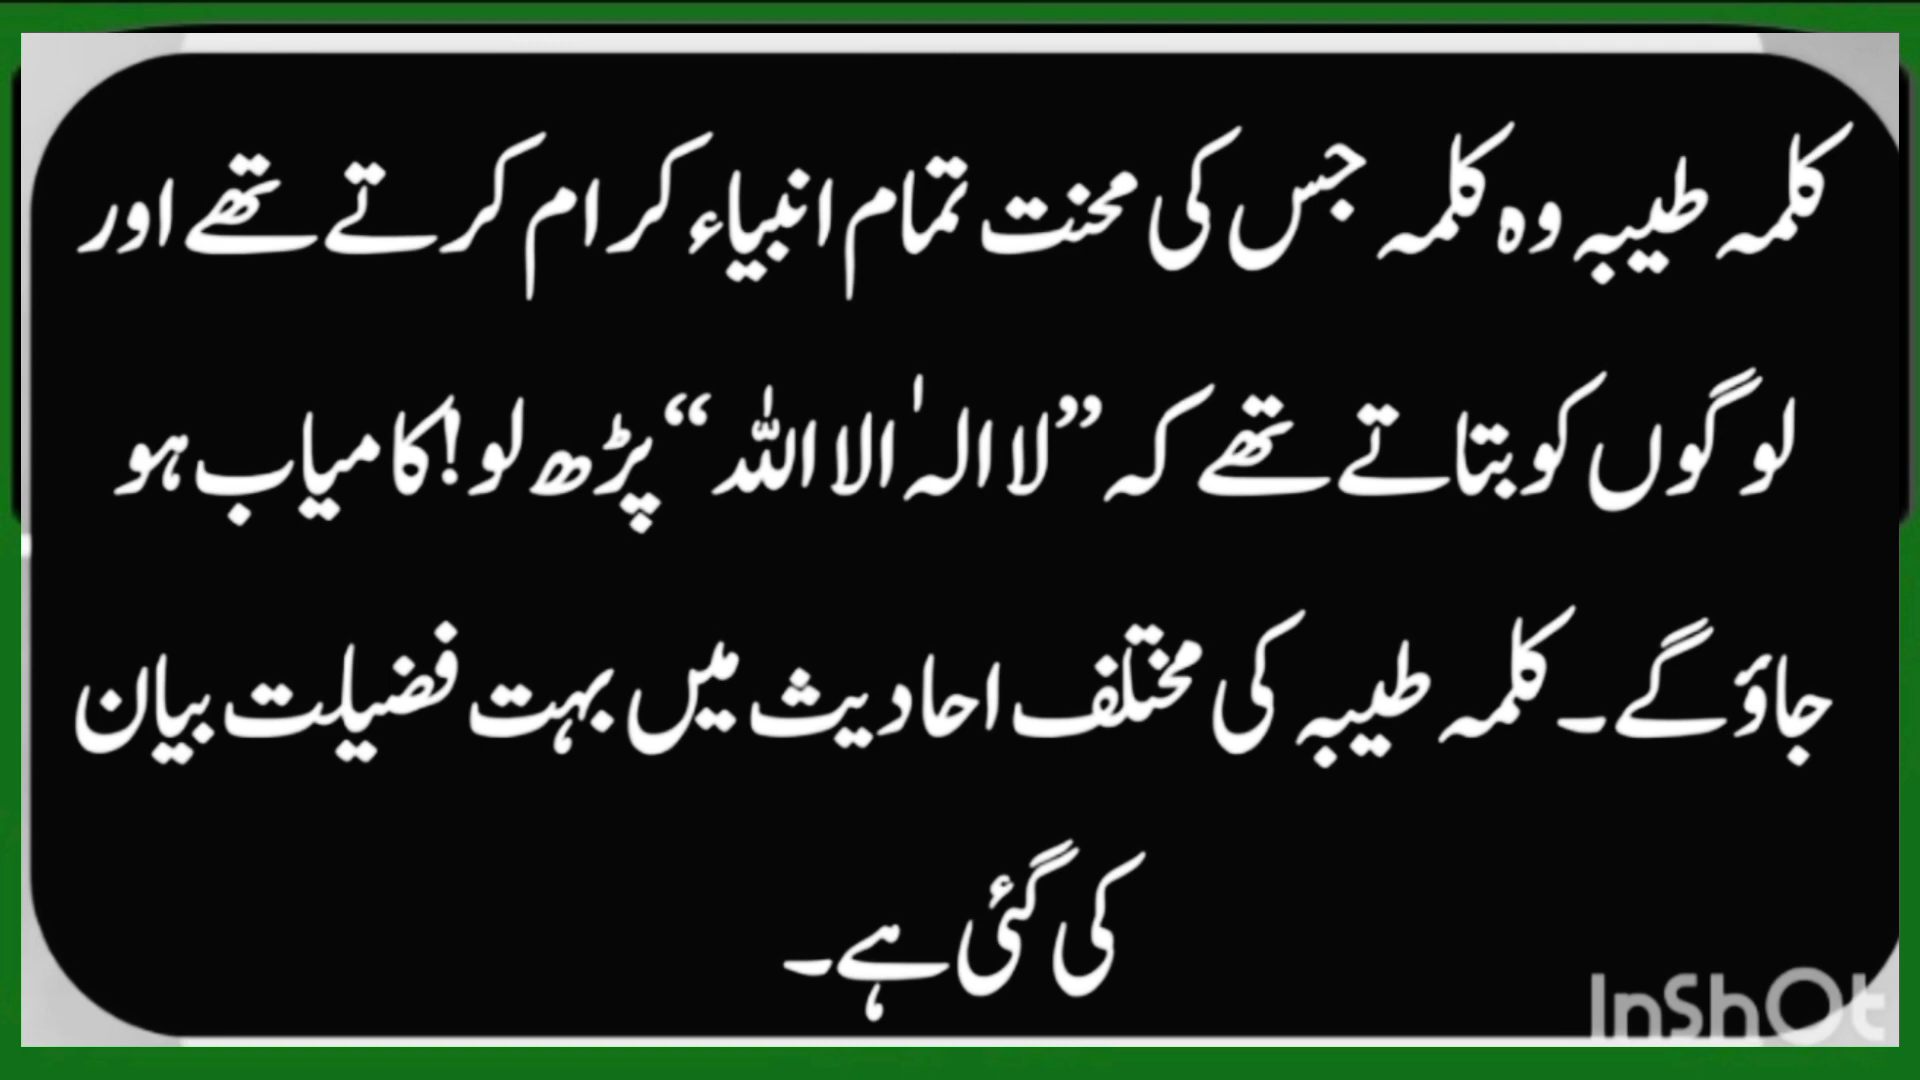 کلمہ طیبہ وہ کلمہ جس کی محنت تمام انبیاء کرام کرتے تھے اور
لوگوں کو بتاتے تھے کہ ”لا الہٰ الا اللہ“ پڑھ لو! کامیاب ہو
جاؤ گے۔ کلمہ طیبہ کی مختلف احادیث میں بہت فضیلت بیان
کی گئی ہے۔
InShOt